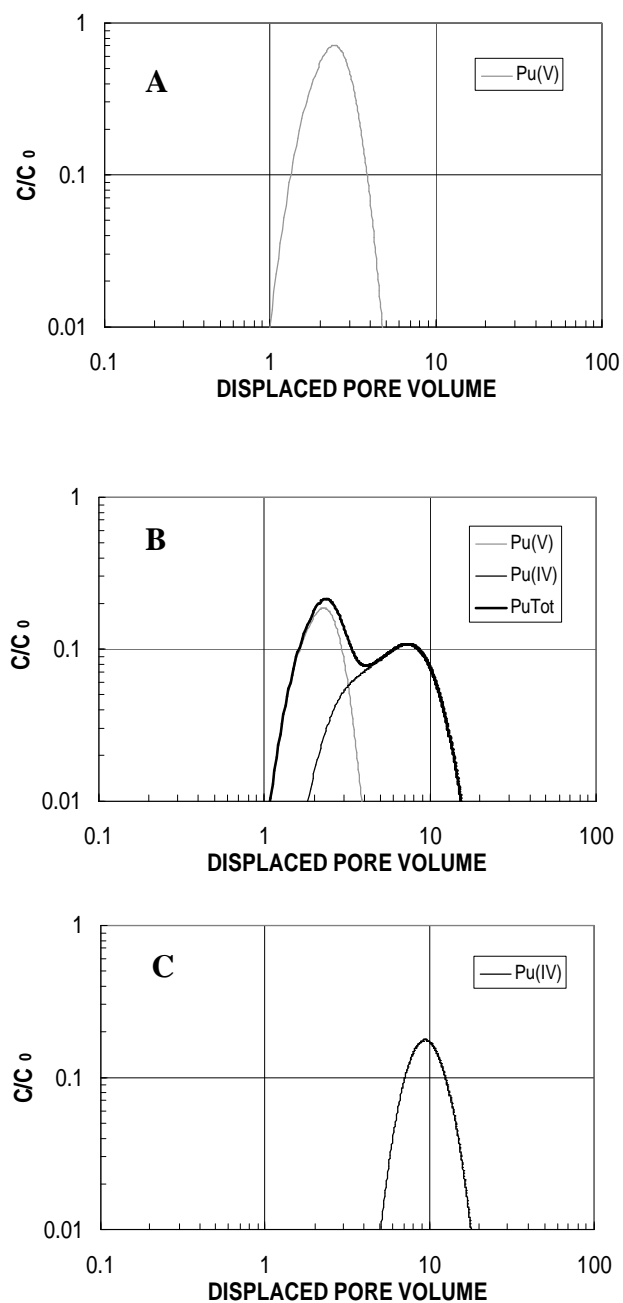 1
A
Pu(V)
C/C 0
0.1
0.01
0.1 1 10 100
DISPLACED PORE VOLUME
1
B
Pu(V)
Pu(IV)
PuTot
C/C 0
0.1
0.01
0.1 1 10 100
DISPLACED PORE VOLUME
1
C
Pu(IV)
C/C 0
0.1
0.01
0.1 1 10 100
DISPLACED PORE VOLUME